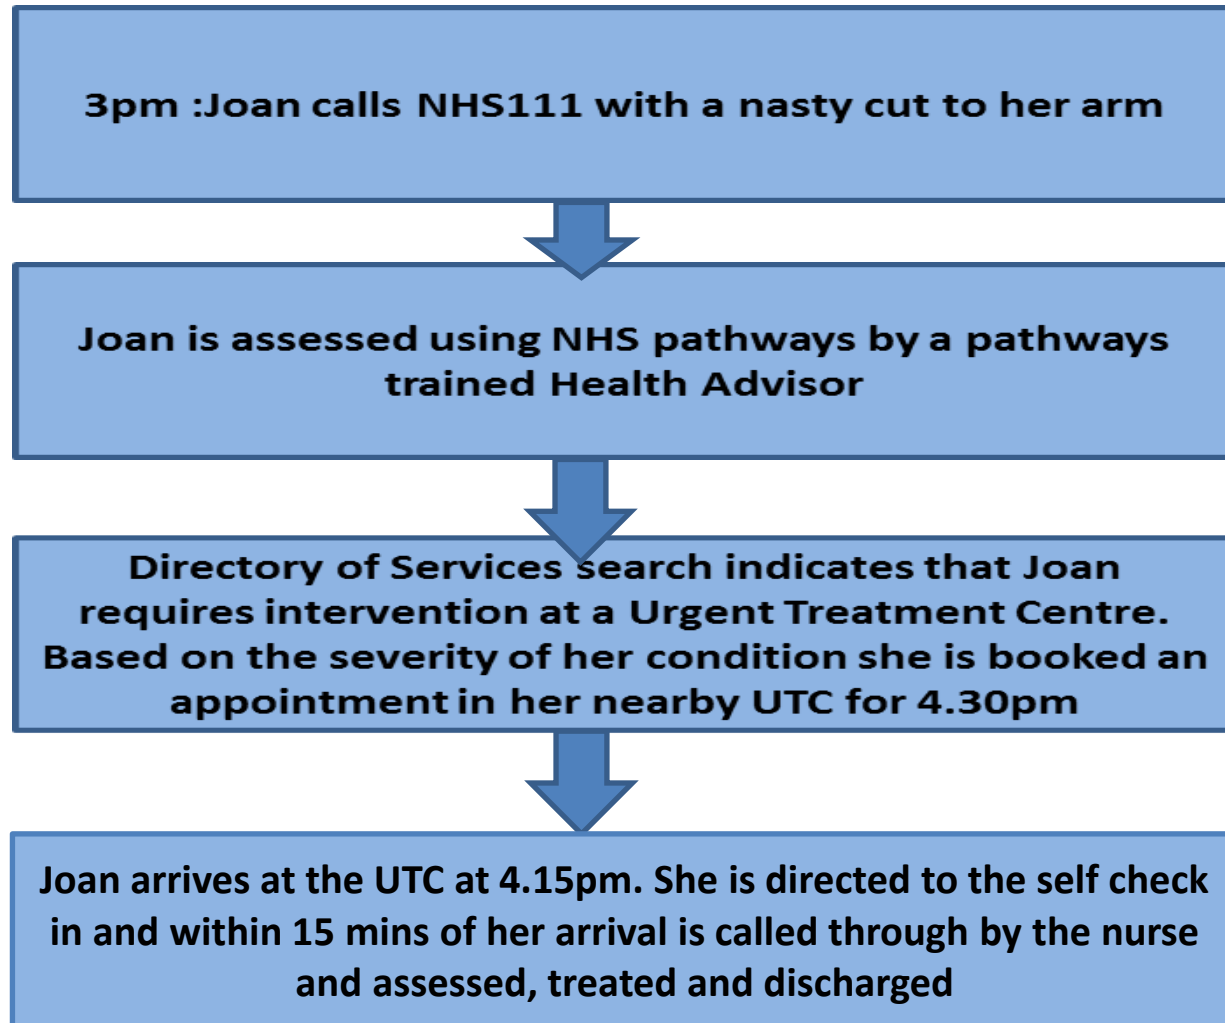 3pm :Joan calls NHS111 with a nasty cut to her arm
Joan is assessed using NHS pathways by a pathways
trained Health Advisor
Directory of Services search indicates that Joan
requires intervention at a Urgent Treatment Centre.
Based on the severity of her condition she is booked an
appointment in her nearby UTC for 4.30pm
Joan arrives at the UTC at 4.15pm. She is directed to the self check
in and within 15 mins of her arrival is called through by the nurse
and assessed, treated and discharged